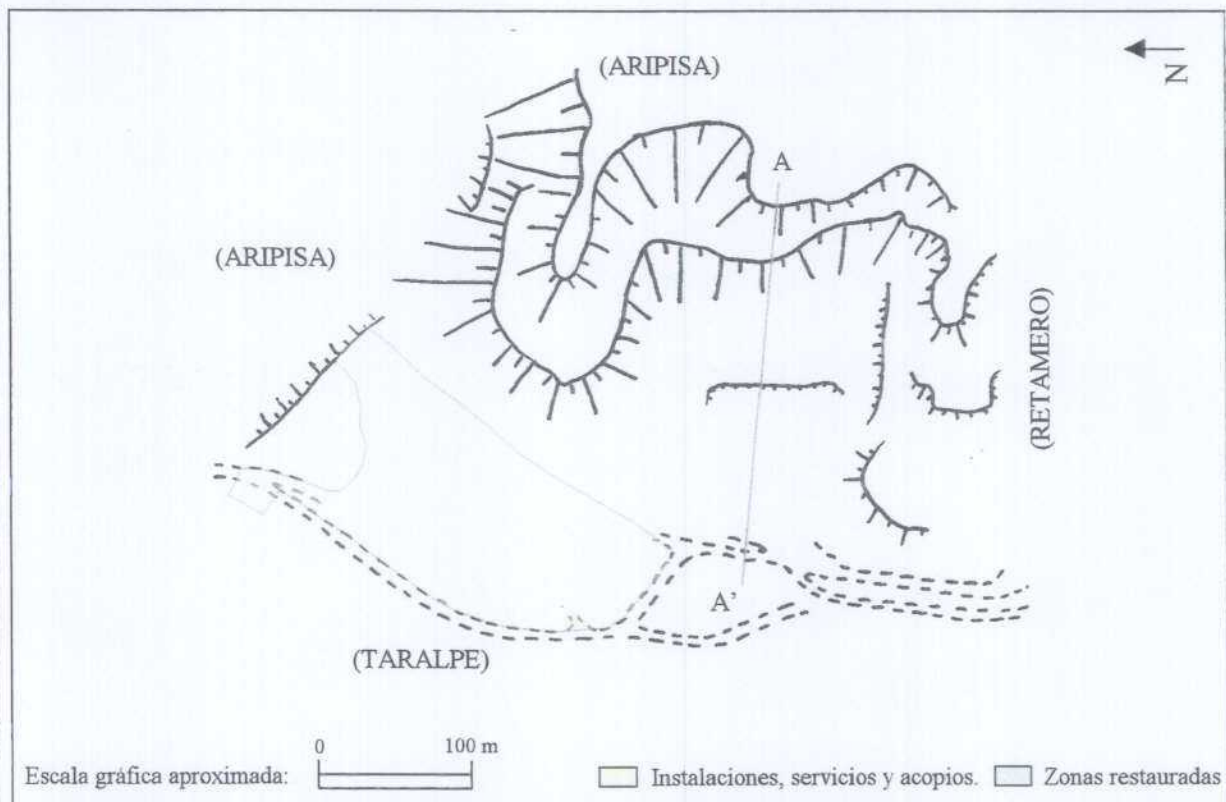 (ARIPISA)
N
A
(ARIPISA)
(RETAMERO)
A'
(TARALPE)
0 100 m
Escala gráfica aproximada:
Instalaciones, servicios y acopios.
Zonas restauradas